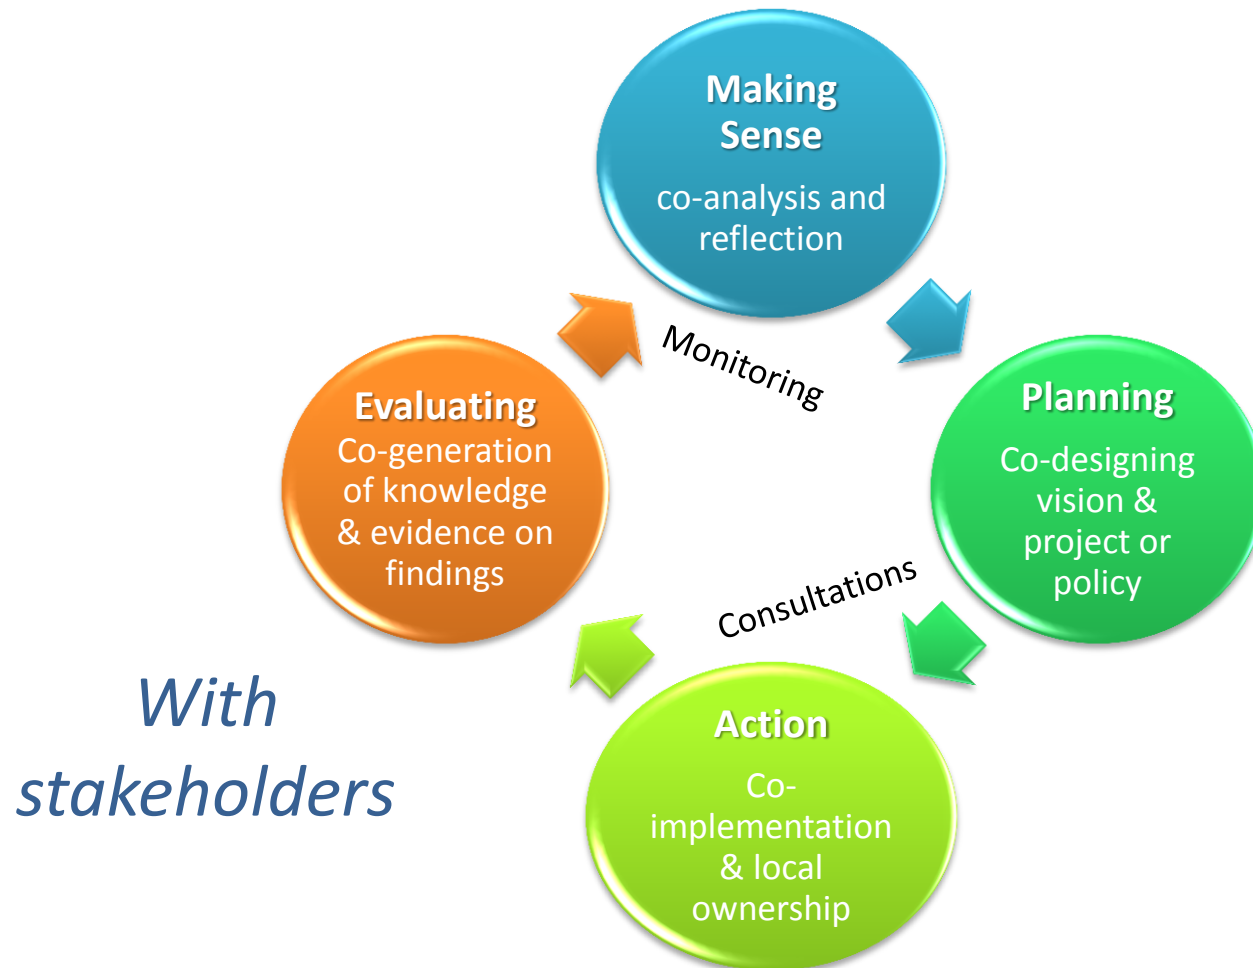 Making
Sense
co-analysis and
reflection
Monitoring
Evaluating
Co-generation
of knowledge
& evidence on
findings
Planning
Co-designing
vision &
project or
policy
Consultations
Action
Co-
implementation
& local
ownership
With
stakeholders